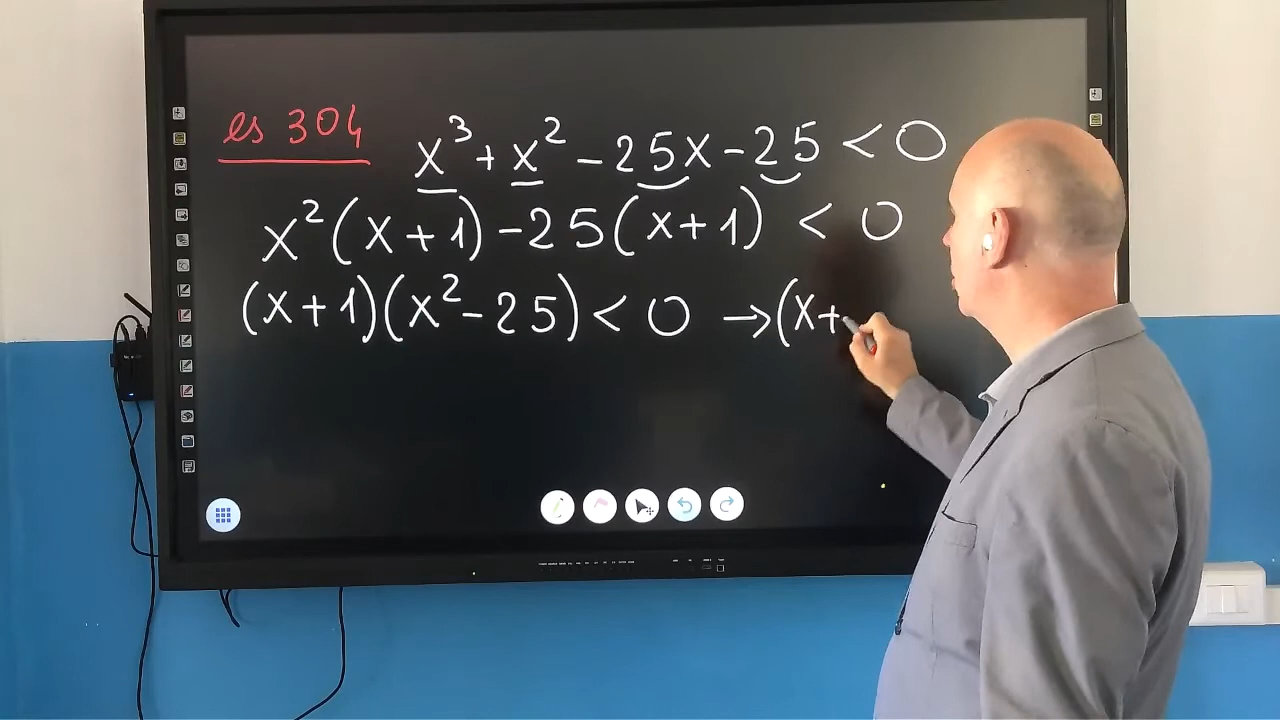 es 304
x³ + x² - 25x - 25 < 0
x²(x+1) - 25(x+1) < 0
(x+1)(x²-25) < 0 → (x+